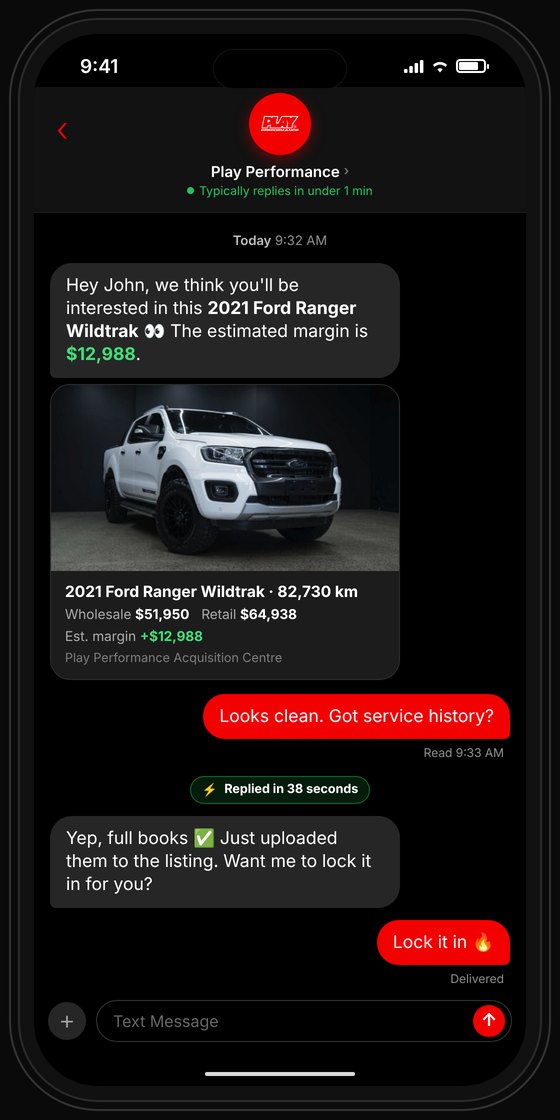 9:41
PLAY
Play Performance ›
Typically replies in under 1 min
Today 9:32 AM
Hey John, we think you'll be
interested in this 2021 Ford Ranger
Wildtrak 👀 The estimated margin is
$12,988.
2021 Ford Ranger Wildtrak · 82,730 km
Wholesale $51,950 Retail $64,938
Est. margin +$12,988
Play Performance Acquisition Centre
Looks clean. Got service history?
Read 9:33 AM
⚡ Replied in 38 seconds
Yep, full books ✅ Just uploaded
them to the listing. Want me to lock it
in for you?
Lock it in 🔥
Delivered
Text Message